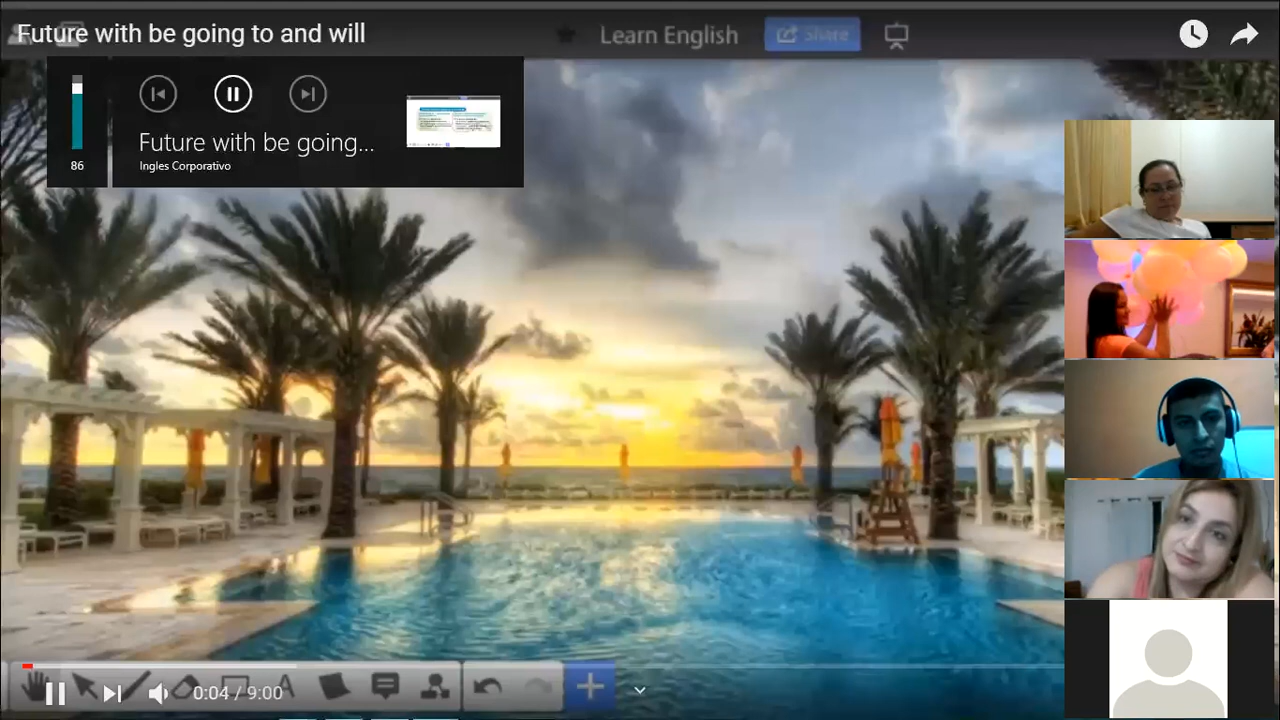 Future with be going to and will
Learn English
Share
Future with be going...
86
Ingles Corporativo
A
0:04 / 9:00